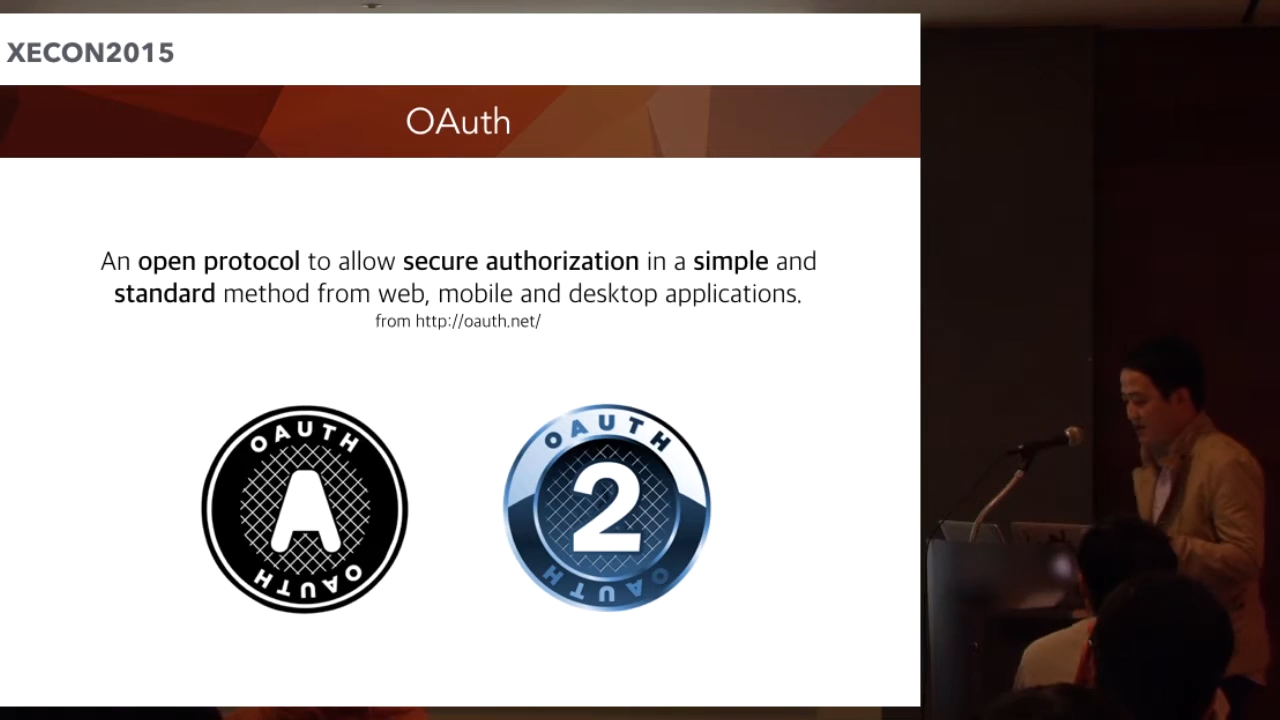 XECON2015
OAuth
An open protocol to allow secure authorization in a simple and
standard method from web, mobile and desktop applications.
from http://oauth.net/
OAUTH
A
OAUTH
OAUTH
2
OAUTH